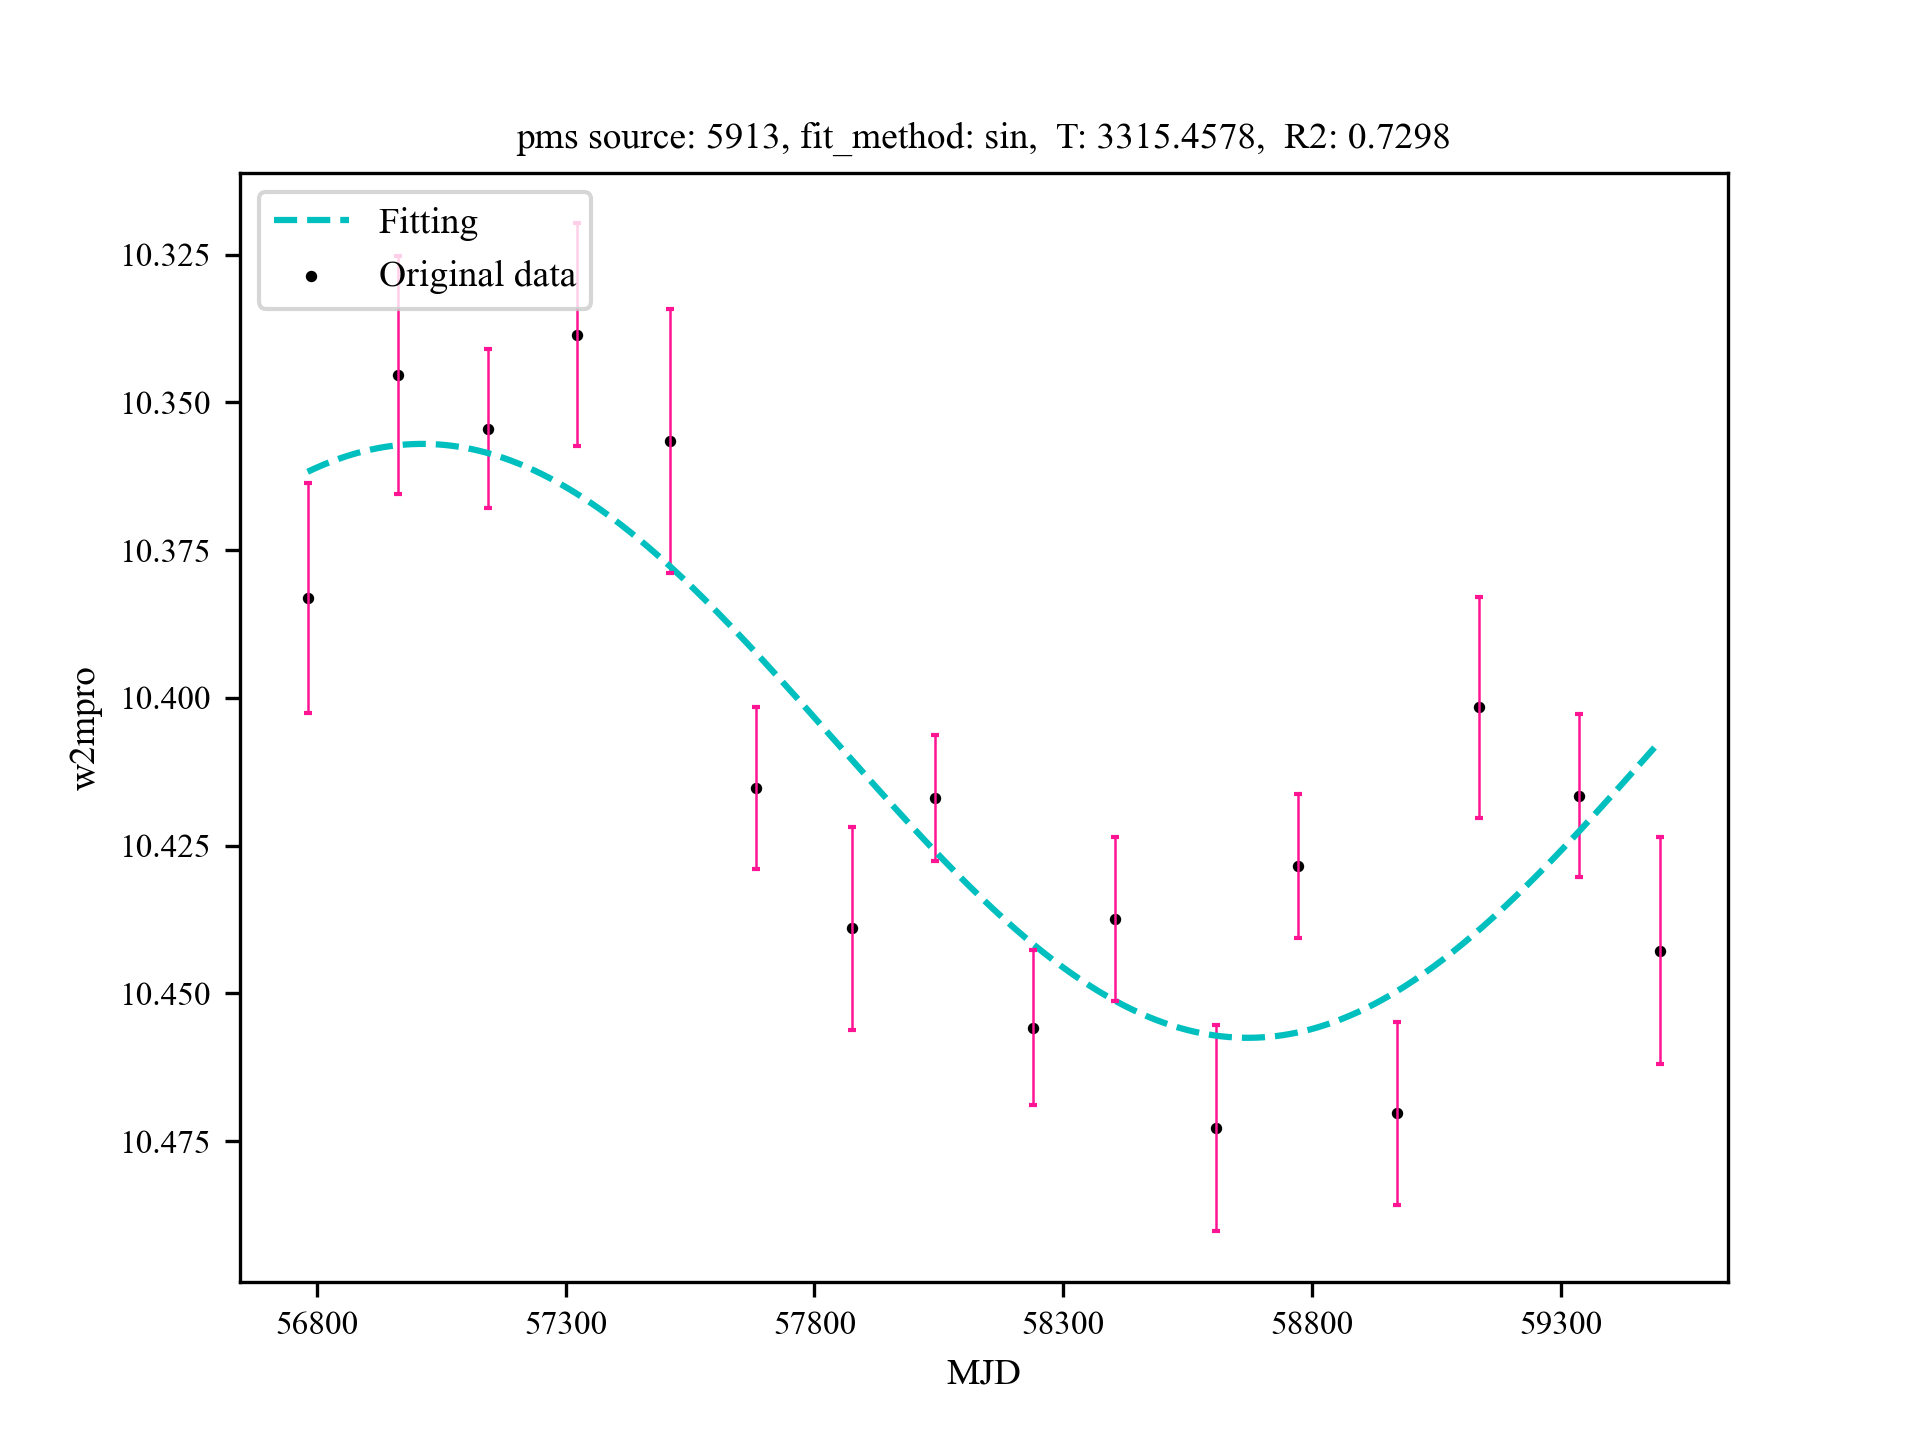 pms source: 5913, fit_method: sin,  T: 3315.4578,  R2: 0.7298
Fitting
Original data
10.325
10.350
10.375
10.400
10.425
10.450
10.475
w2mpro
56800
57300
57800
58300
58800
59300
MJD